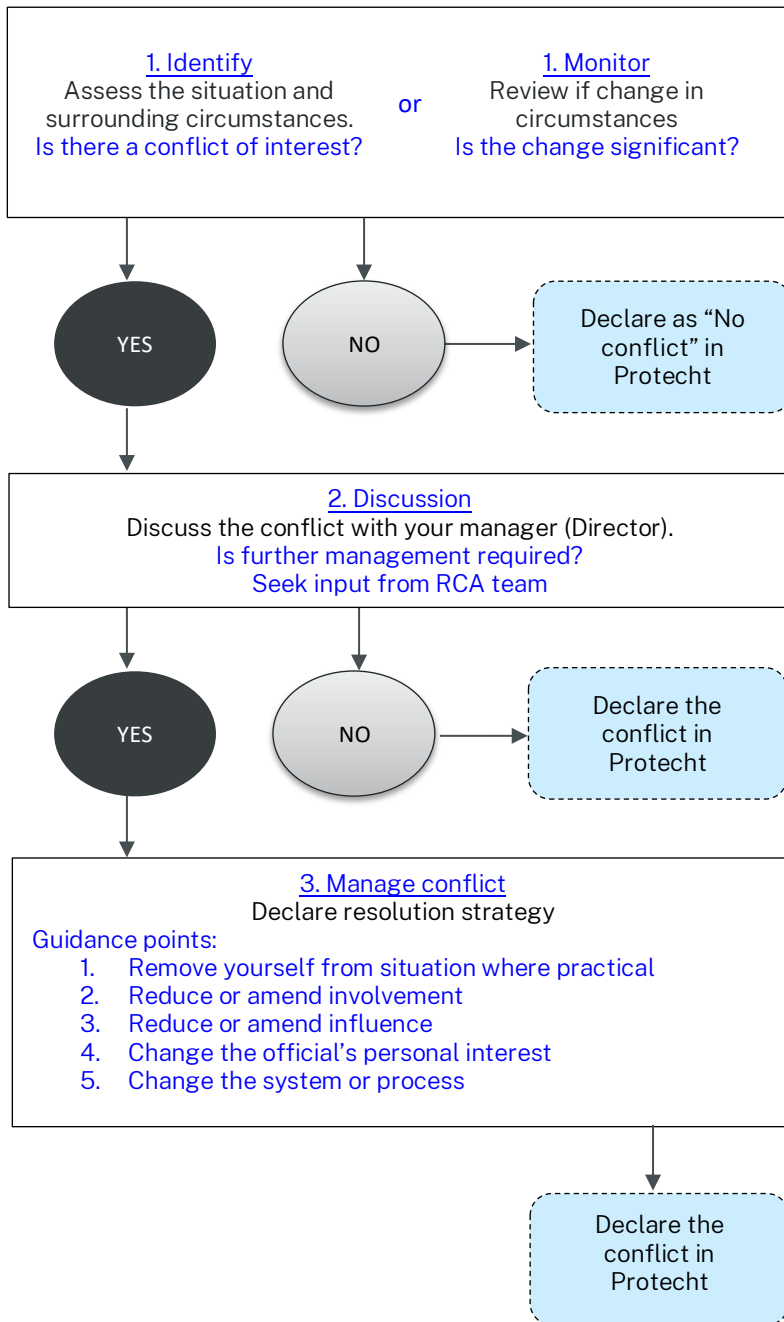 1. Identify
Assess the situation and
surrounding circumstances.
Is there a conflict of interest?
or
1. Monitor
Review if change in
circumstances
Is the change significant?
YES
NO
Declare as “No
conflict” in
Protecht
2. Discussion
Discuss the conflict with your manager (Director).
Is further management required?
Seek input from RCA team
YES
NO
Declare the
conflict in
Protecht
3. Manage conflict
Declare resolution strategy
Guidance points:
1. Remove yourself from situation where practical
2. Reduce or amend involvement
3. Reduce or amend influence
4. Change the official’s personal interest
5. Change the system or process
Declare the
conflict in
Protecht